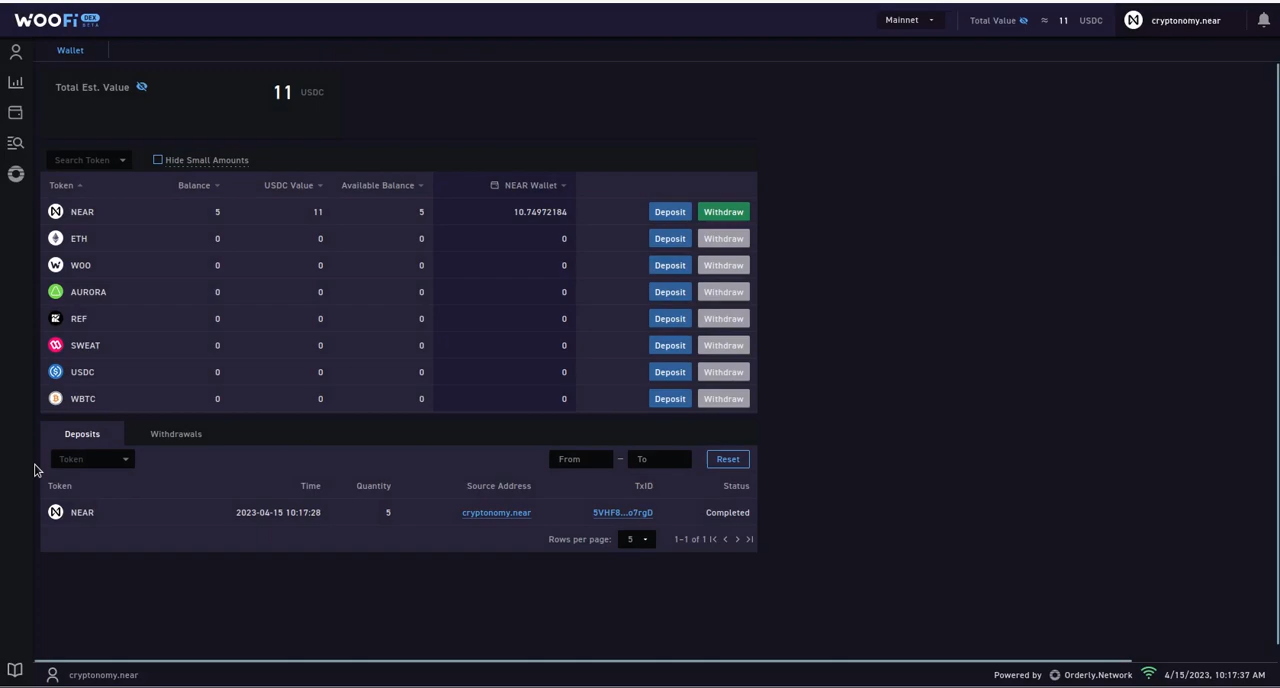 WOOFi DEX BETA Mainnet Total Value ≈ 11 USDC cryptonomy.near
Wallet
Total Est. Value 11 USDC
Search Token Hide Small Amounts
Token Balance USDC Value Available Balance NEAR Wallet
NEAR 5 11 5 10.74972184 Deposit Withdraw
ETH 0 0 0 0 Deposit Withdraw
WOO 0 0 0 0 Deposit Withdraw
AURORA 0 0 0 0 Deposit Withdraw
REF 0 0 0 0 Deposit Withdraw
SWEAT 0 0 0 0 Deposit Withdraw
USDC 0 0 0 0 Deposit Withdraw
WBTC 0 0 0 0 Deposit Withdraw
Deposits Withdrawals
Token From – To Reset
Token Time Quantity Source Address TxID Status
NEAR 2023-04-15 10:17:28 5 cryptonomy.near 5VHF8...o7rgD Completed
Rows per page: 5 1-1 of 1
cryptonomy.near Powered by Orderly.Network 4/15/2023, 10:17:37 AM